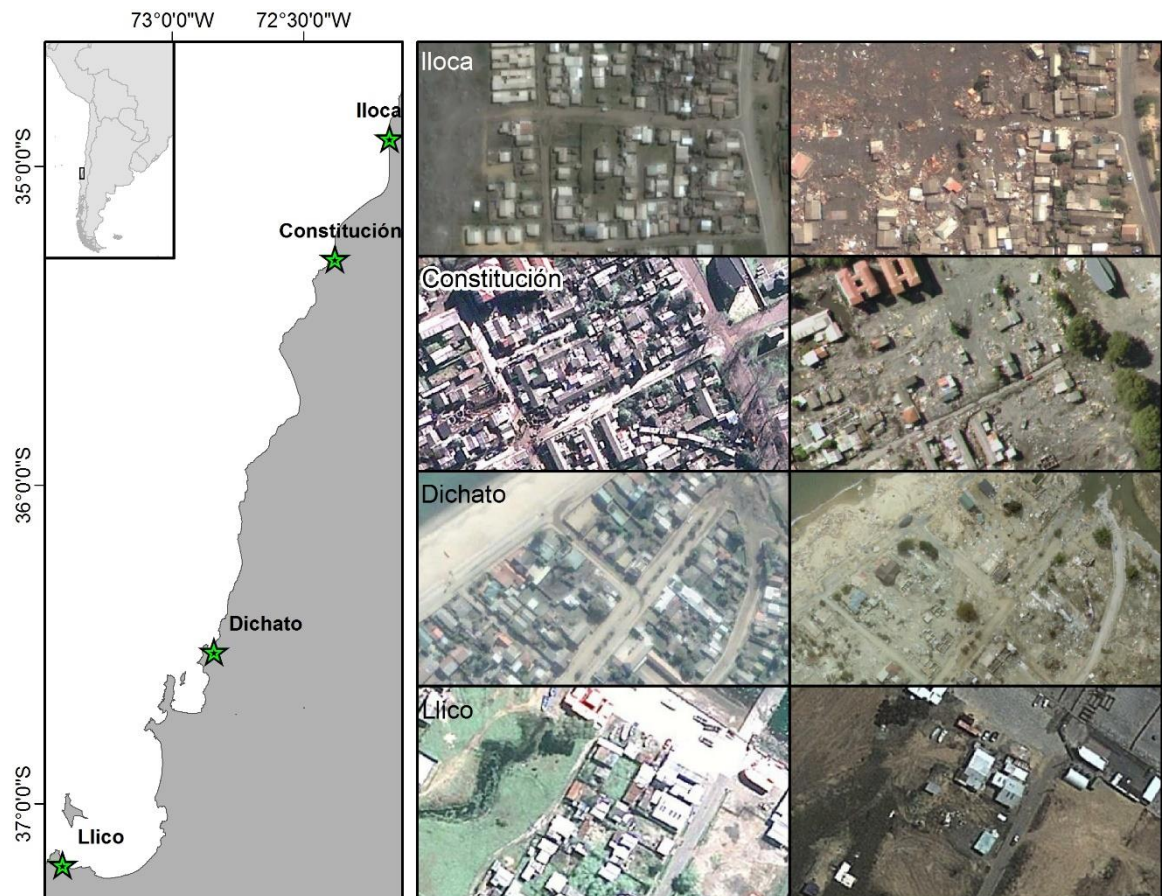 73°0'0"W 72°30'0"W
Iloca
35°0'0"S
Constitución
36°0'0"S
Dichato
37°0'0"S
Llico
Iloca
Constitución
Dichato
Llico